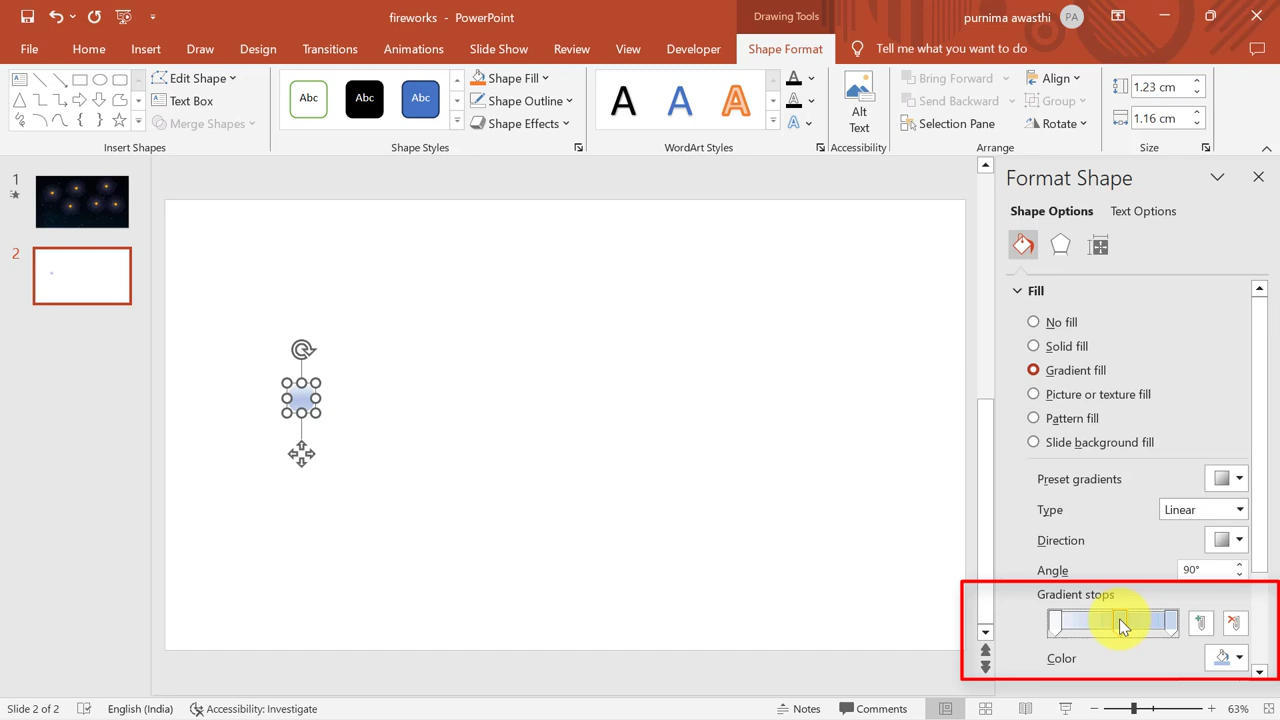 fireworks - PowerPoint
Drawing Tools
purnima awasthi PA
File Home Insert Draw Design Transitions Animations Slide Show Review View Developer Shape Format Tell me what you want to do
Edit Shape
Text Box
Merge Shapes
Insert Shapes
Abc Abc Abc
Shape Fill
Shape Outline
Shape Effects
Shape Styles
A A A
A
A
A
WordArt Styles
Alt
Text
Accessibility
Bring Forward
Send Backward
Selection Pane
Align
Group
Rotate
Arrange
1.23 cm
1.16 cm
Size
1
2
Format Shape
Shape Options Text Options
Fill
No fill
Solid fill
Gradient fill
Picture or texture fill
Pattern fill
Slide background fill
Preset gradients
Type Linear
Direction
Angle 90°
Gradient stops
Color
Slide 2 of 2 English (India) Accessibility: Investigate Notes Comments 63%